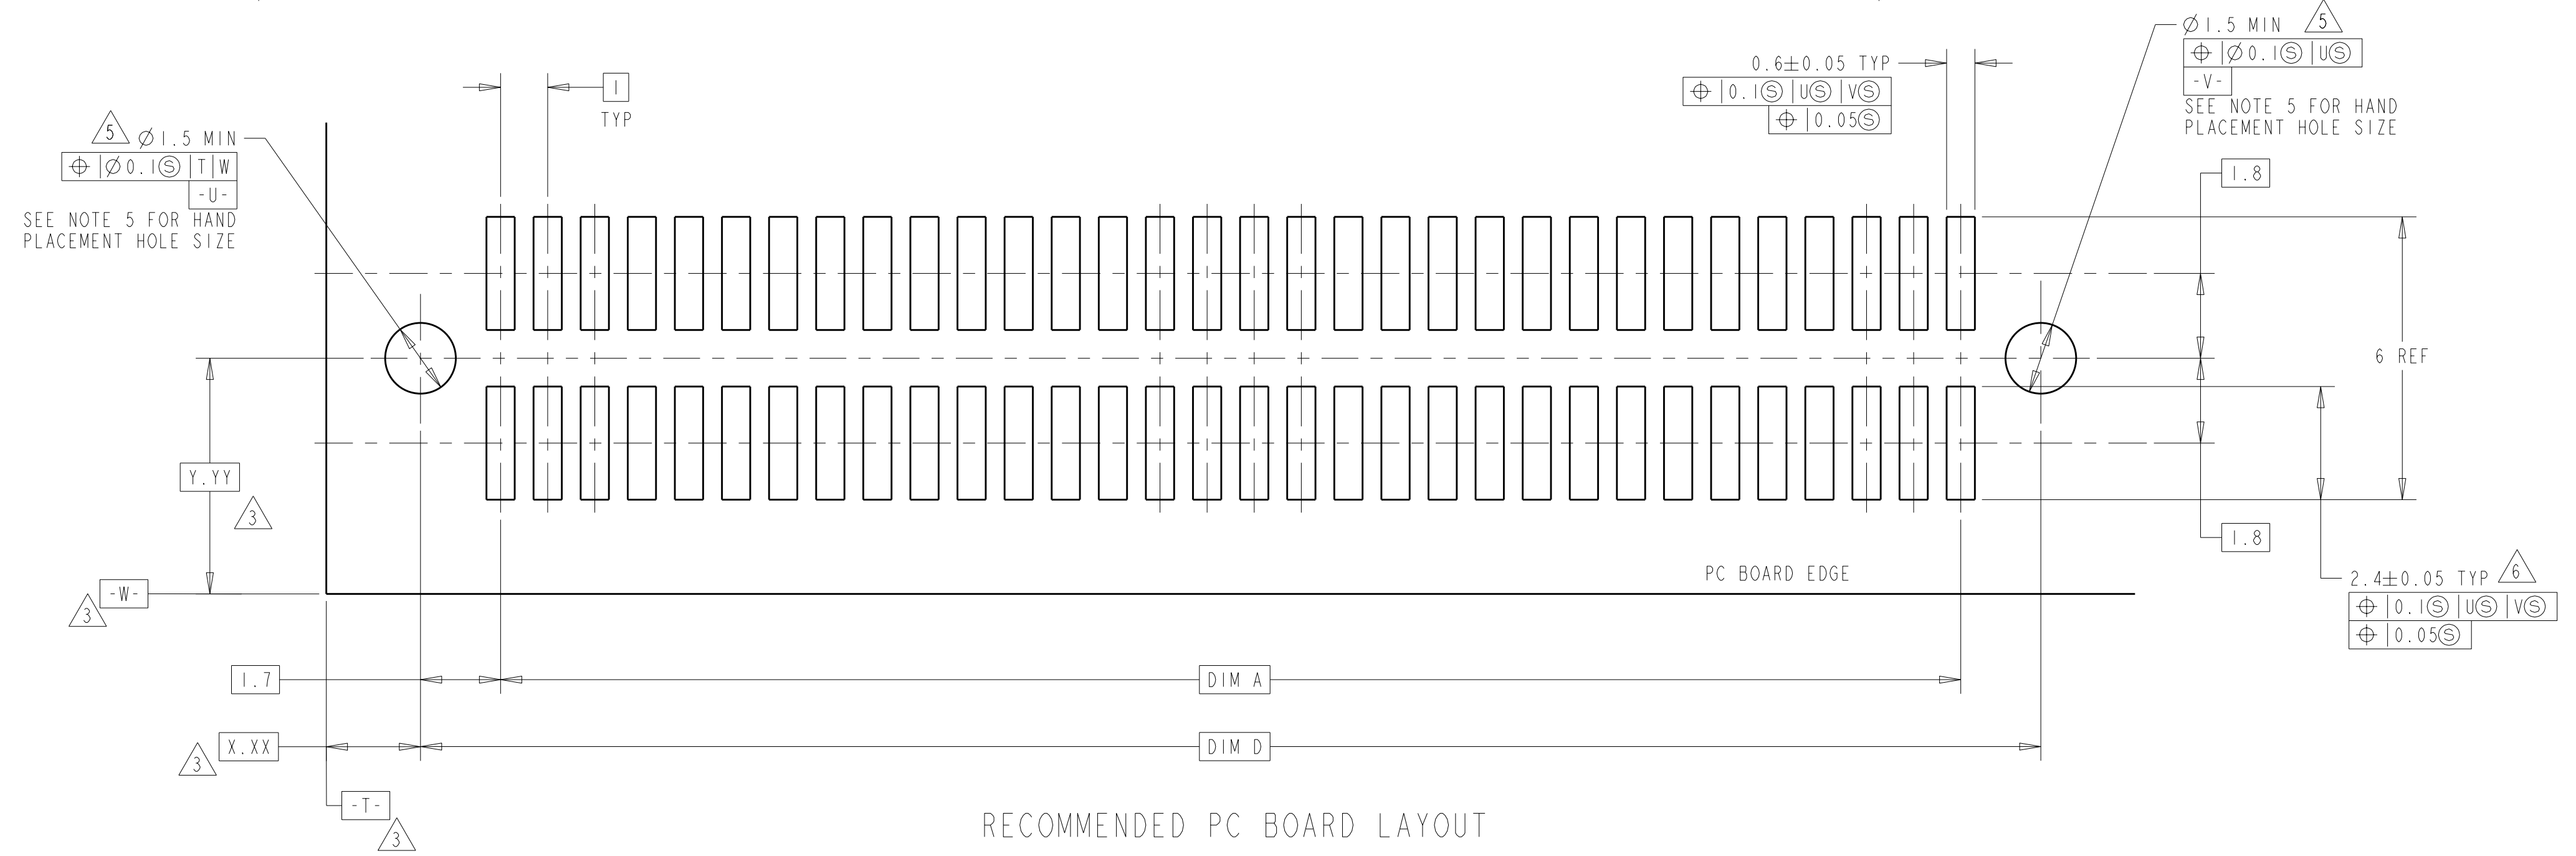 Ø1.5 MIN 5
⌖ Ø0.1Ⓢ UⓈ
-V-
SEE NOTE 5 FOR HAND
PLACEMENT HOLE SIZE
0.6±0.05 TYP
⌖ 0.1Ⓢ UⓈ VⓈ
⌖ 0.05Ⓢ
1
TYP
5 Ø1.5 MIN
⌖ Ø0.1Ⓢ T W
-U-
SEE NOTE 5 FOR HAND
PLACEMENT HOLE SIZE
1.8
6 REF
Y.YY
3
1.8
PC BOARD EDGE
-W-
3
2.4±0.05 TYP 6
⌖ 0.1Ⓢ UⓈ VⓈ
⌖ 0.05Ⓢ
1.7
DIM A
X.XX
3
DIM D
-T-
3
RECOMMENDED PC BOARD LAYOUT